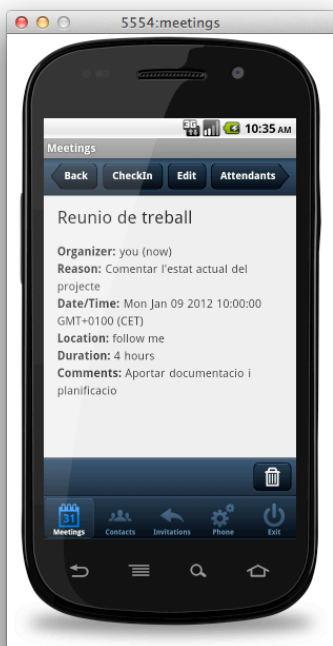 5554:meetings
3G 10:35 AM
Meetings
Back CheckIn Edit Attendants
Reunio de treball
Organizer: you (now)
Reason: Comentar l'estat actual del
projecte
Date/Time: Mon Jan 09 2012 10:00:00
GMT+0100 (CET)
Location: follow me
Duration: 4 hours
Comments: Aportar documentacio i
planificacio
31
Meetings Contacts Invitations Phone Exit